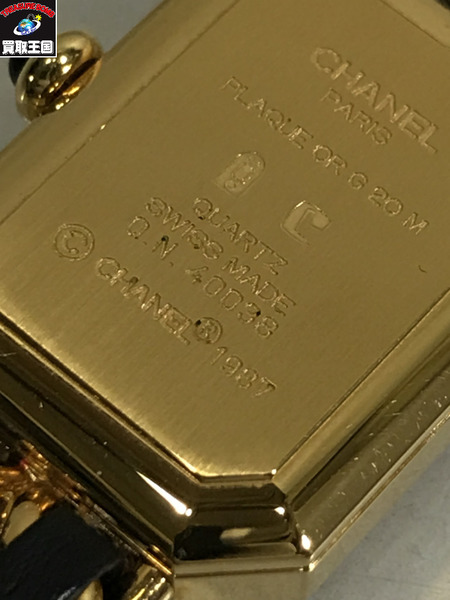 買取王国
CHANEL
PARIS
PLAQUE OR G 20 M
QUARTZ
SWISS MADE
D.N. 40038
© CHANEL® 1987